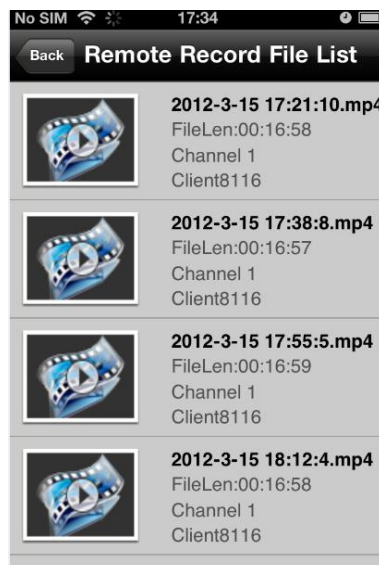 No SIM 17:34
Back Remote Record File List
2012-3-15 17:21:10.mp4
FileLen:00:16:58
Channel 1
Client8116
2012-3-15 17:38:8.mp4
FileLen:00:16:57
Channel 1
Client8116
2012-3-15 17:55:5.mp4
FileLen:00:16:59
Channel 1
Client8116
2012-3-15 18:12:4.mp4
FileLen:00:16:58
Channel 1
Client8116